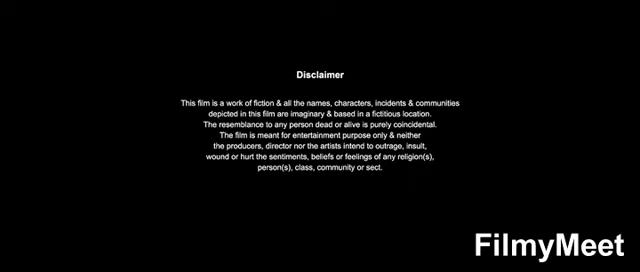 Disclaimer
This film is a work of fiction & all the names, characters, incidents & communities
depicted in this film are imaginary & based in a fictitious location.
The resemblance to any person dead or alive is purely coincidental.
The film is meant for entertainment purpose only & neither
the producers, director nor the artists intend to outrage, insult,
wound or hurt the sentiments, beliefs or feelings of any religion(s),
person(s), class, community or sect.
FilmyMeet